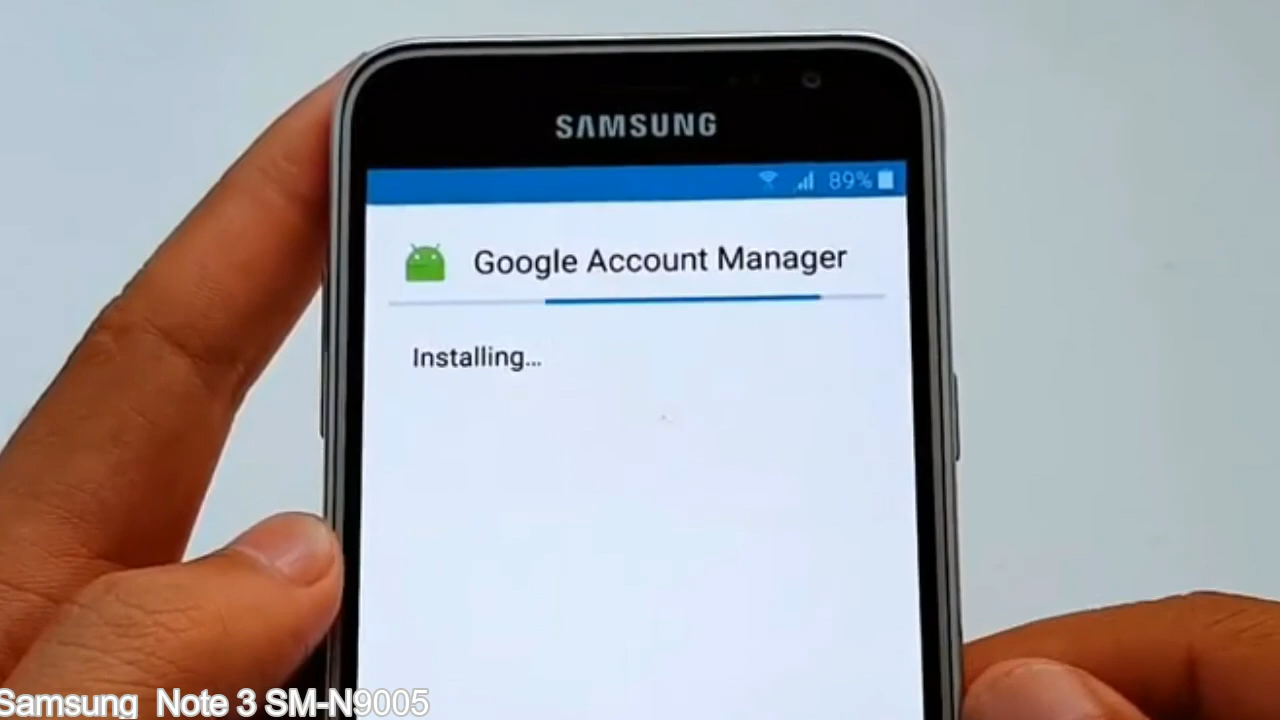 SAMSUNG
89%
Google Account Manager
Installing...
Samsung Note 3 SM-N9005